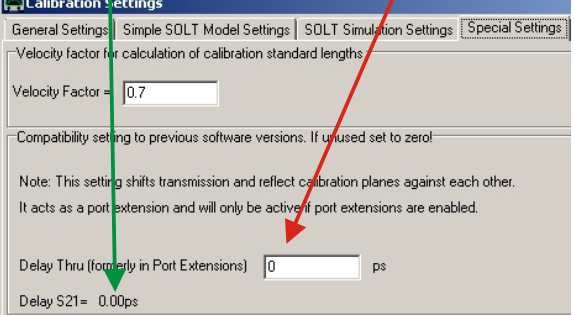 Calibration Settings
General Settings Simple SOLT Model Settings SOLT Simulation Settings Special Settings
Velocity factor for calculation of calibration standard lengths
Velocity Factor = 0.7
Compatibility setting to previous software versions. If unused set to zero!
Note: This setting shifts transmission and reflect calibration planes against each other.
It acts as a port extension and will only be active if port extensions are enabled.
Delay Thru (formerly in Port Extensions) 0 ps
Delay S21= 0.00ps